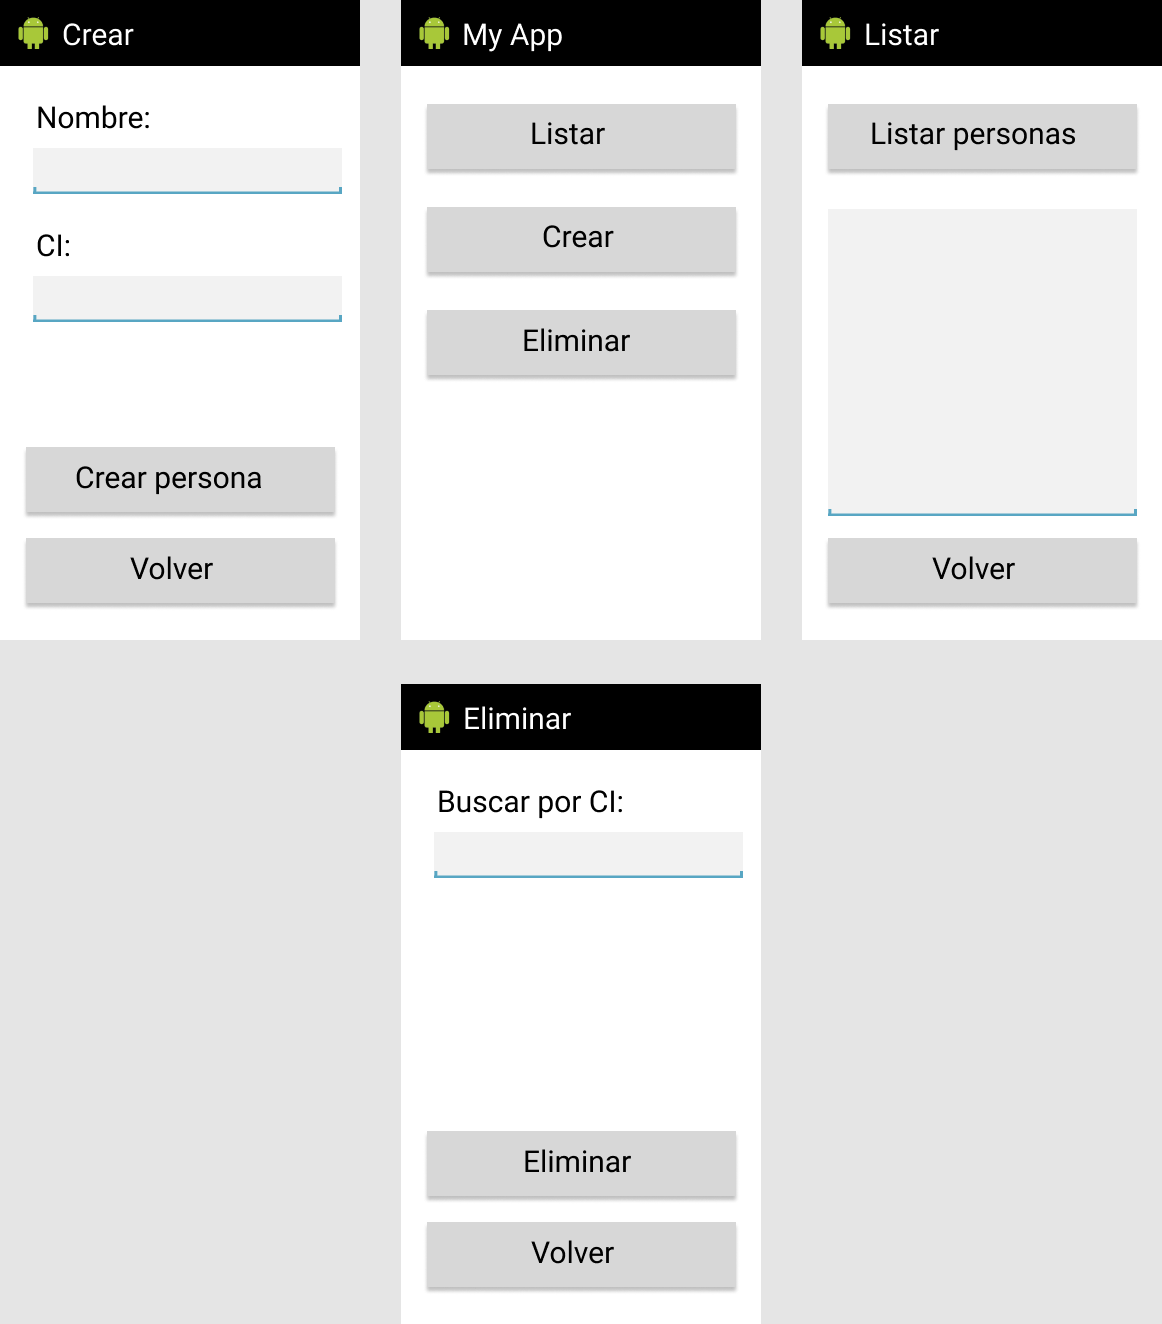 Crear
Nombre:
CI:
Crear persona
Volver
My App
Listar
Crear
Eliminar
Listar
Listar personas
Volver
Eliminar
Buscar por CI:
Eliminar
Volver